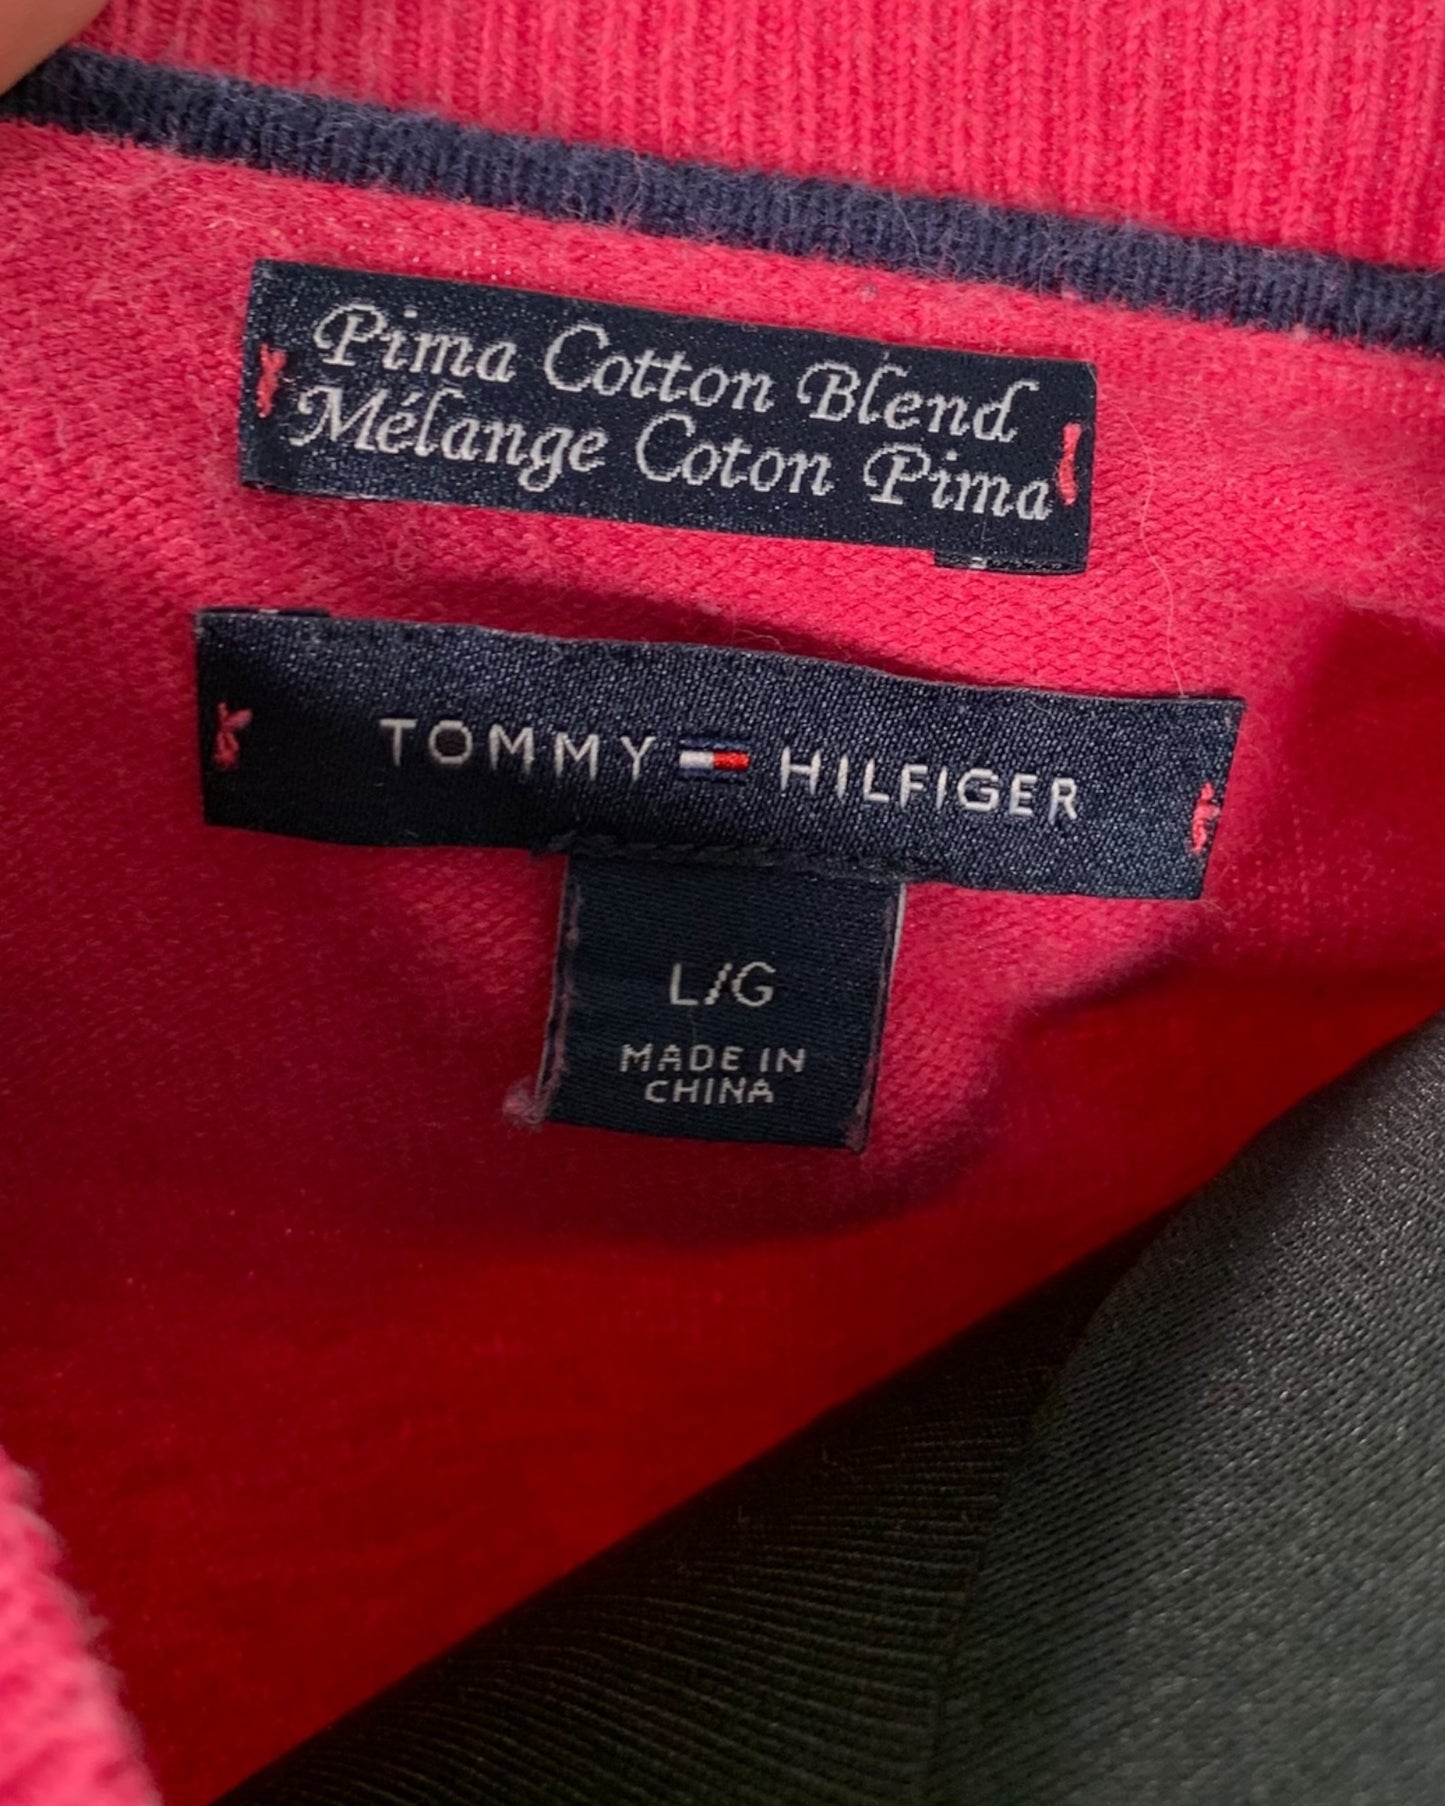 Pima Cotton Blend
Mélange Coton Pima
TOMMY HILFIGER
L/G
MADE IN
CHINA